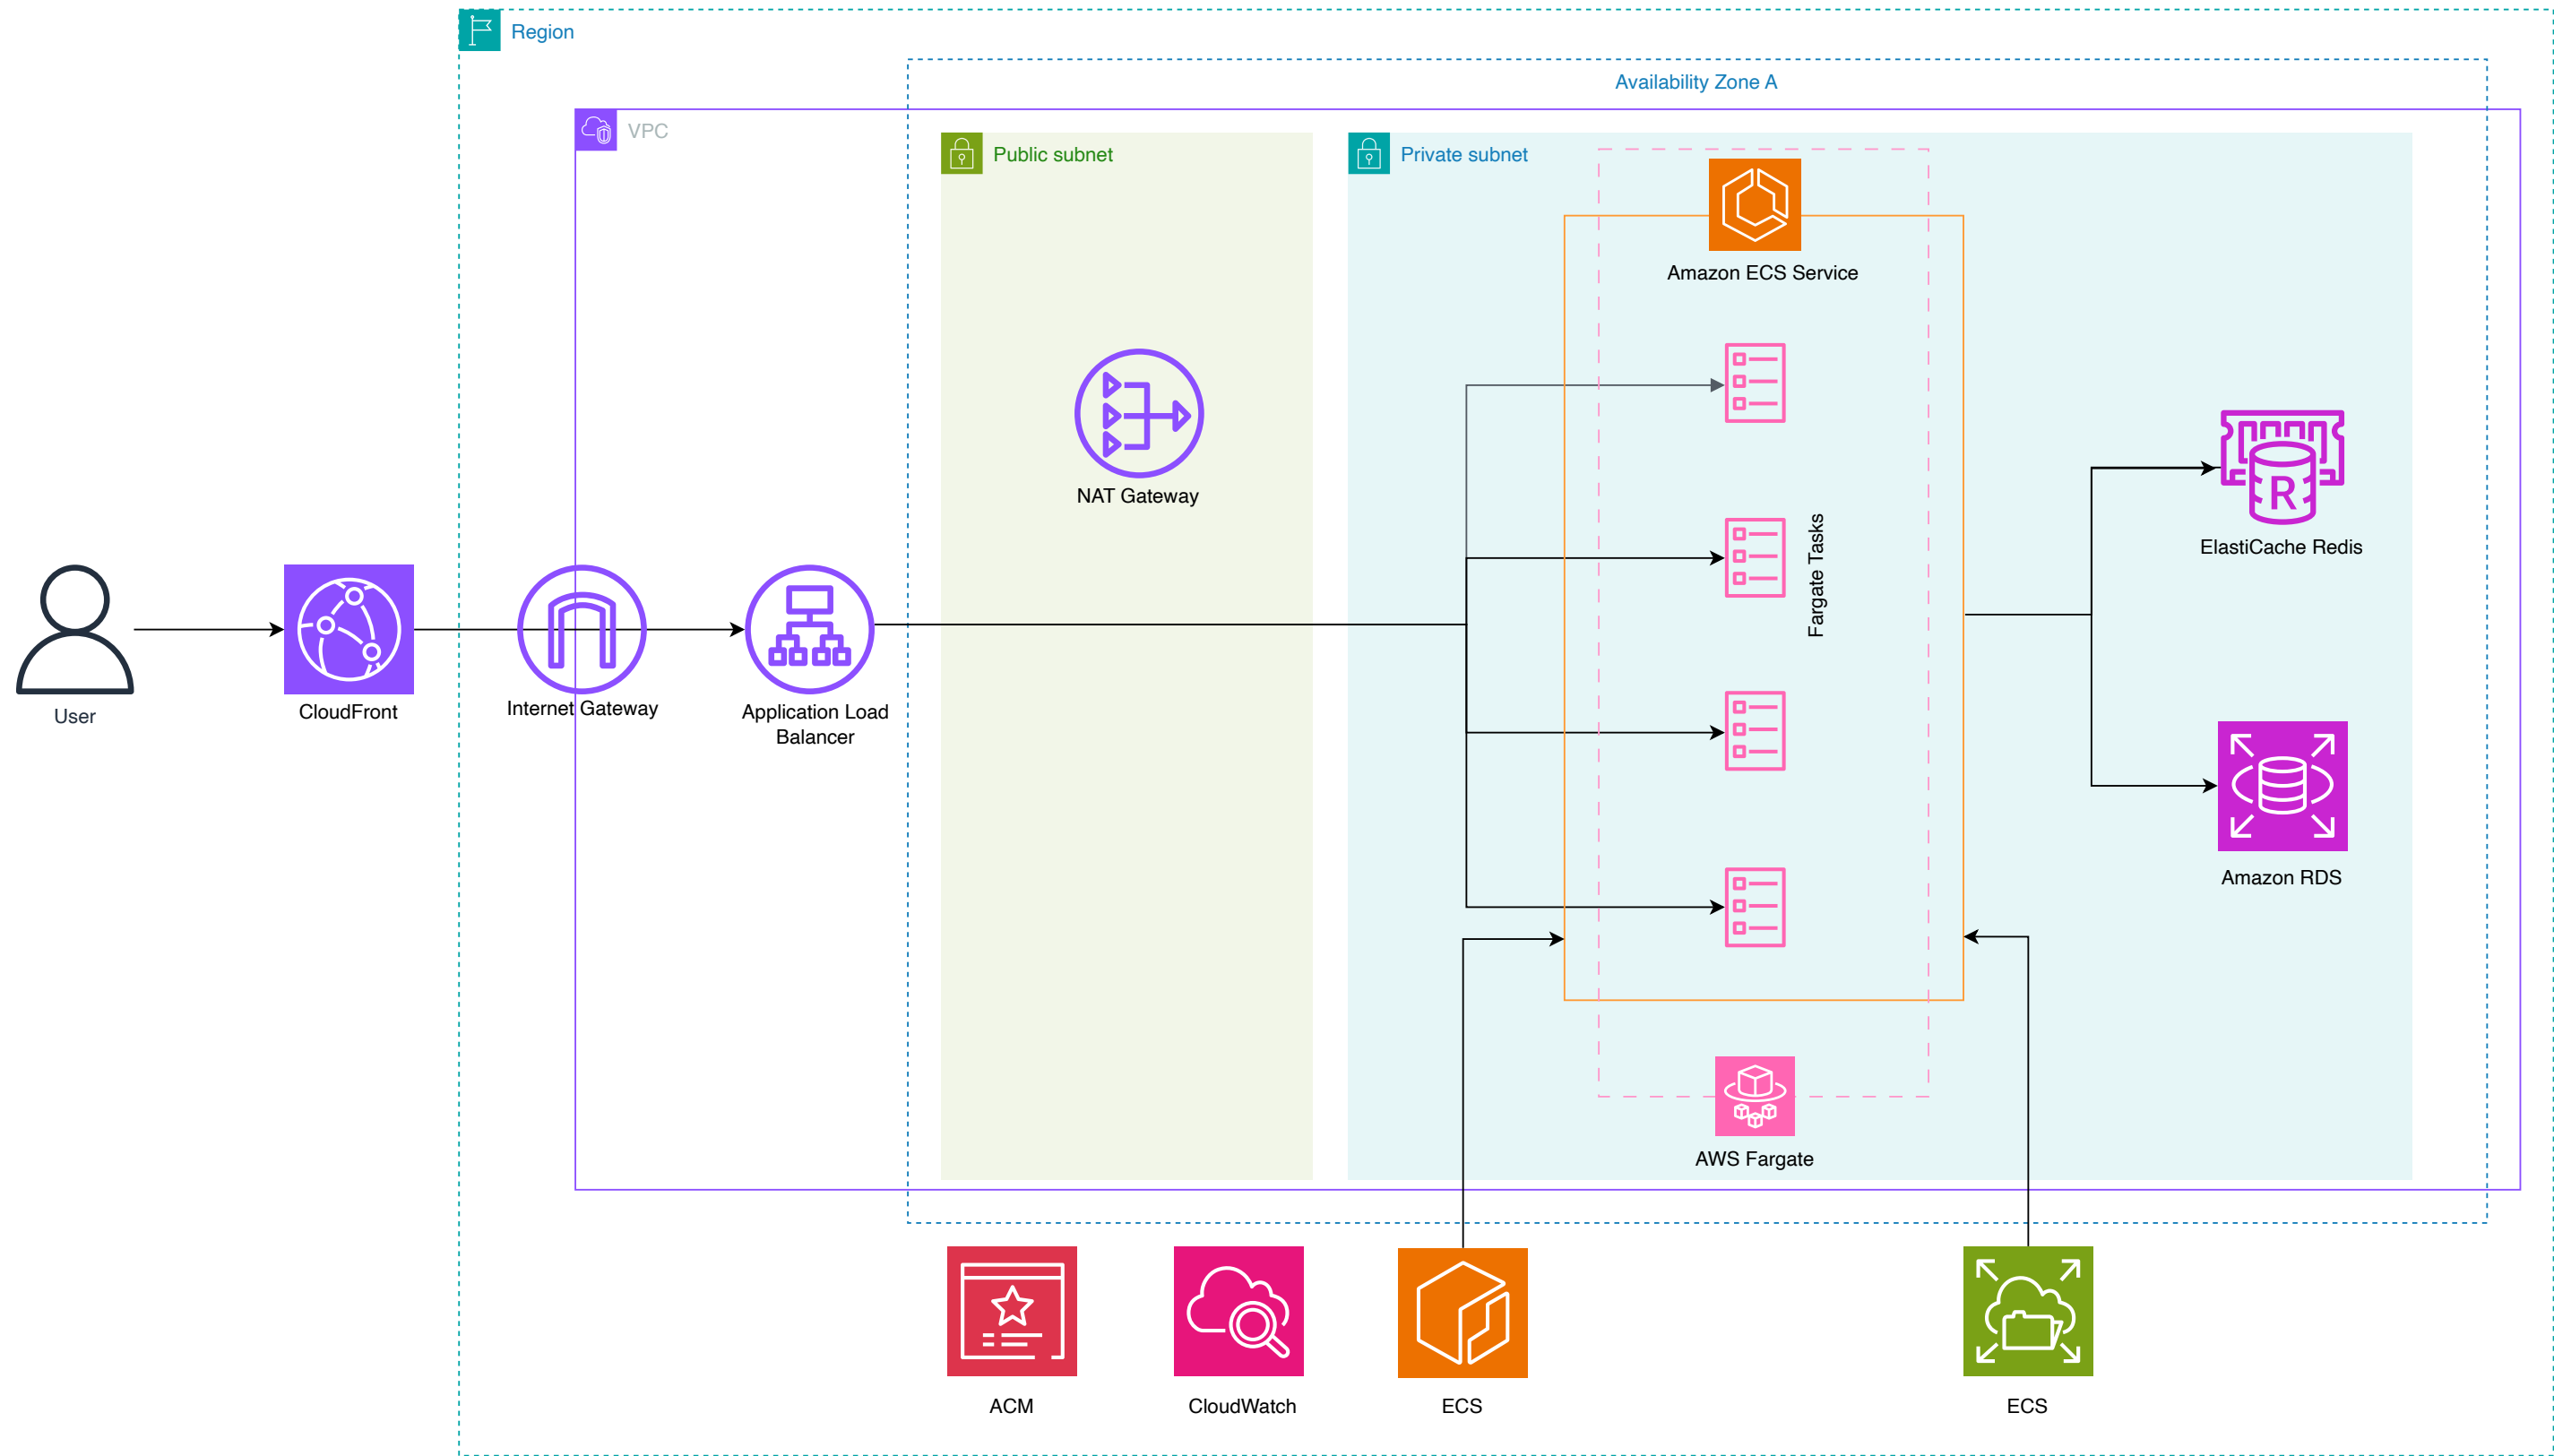 Region
Availability Zone A
VPC
Public subnet
Private subnet
Amazon ECS Service
NAT Gateway
Fargate Tasks
R
ElastiCache Redis
User
CloudFront
Internet Gateway
Application Load
Balancer
Amazon RDS
AWS Fargate
ACM
CloudWatch
ECS
ECS